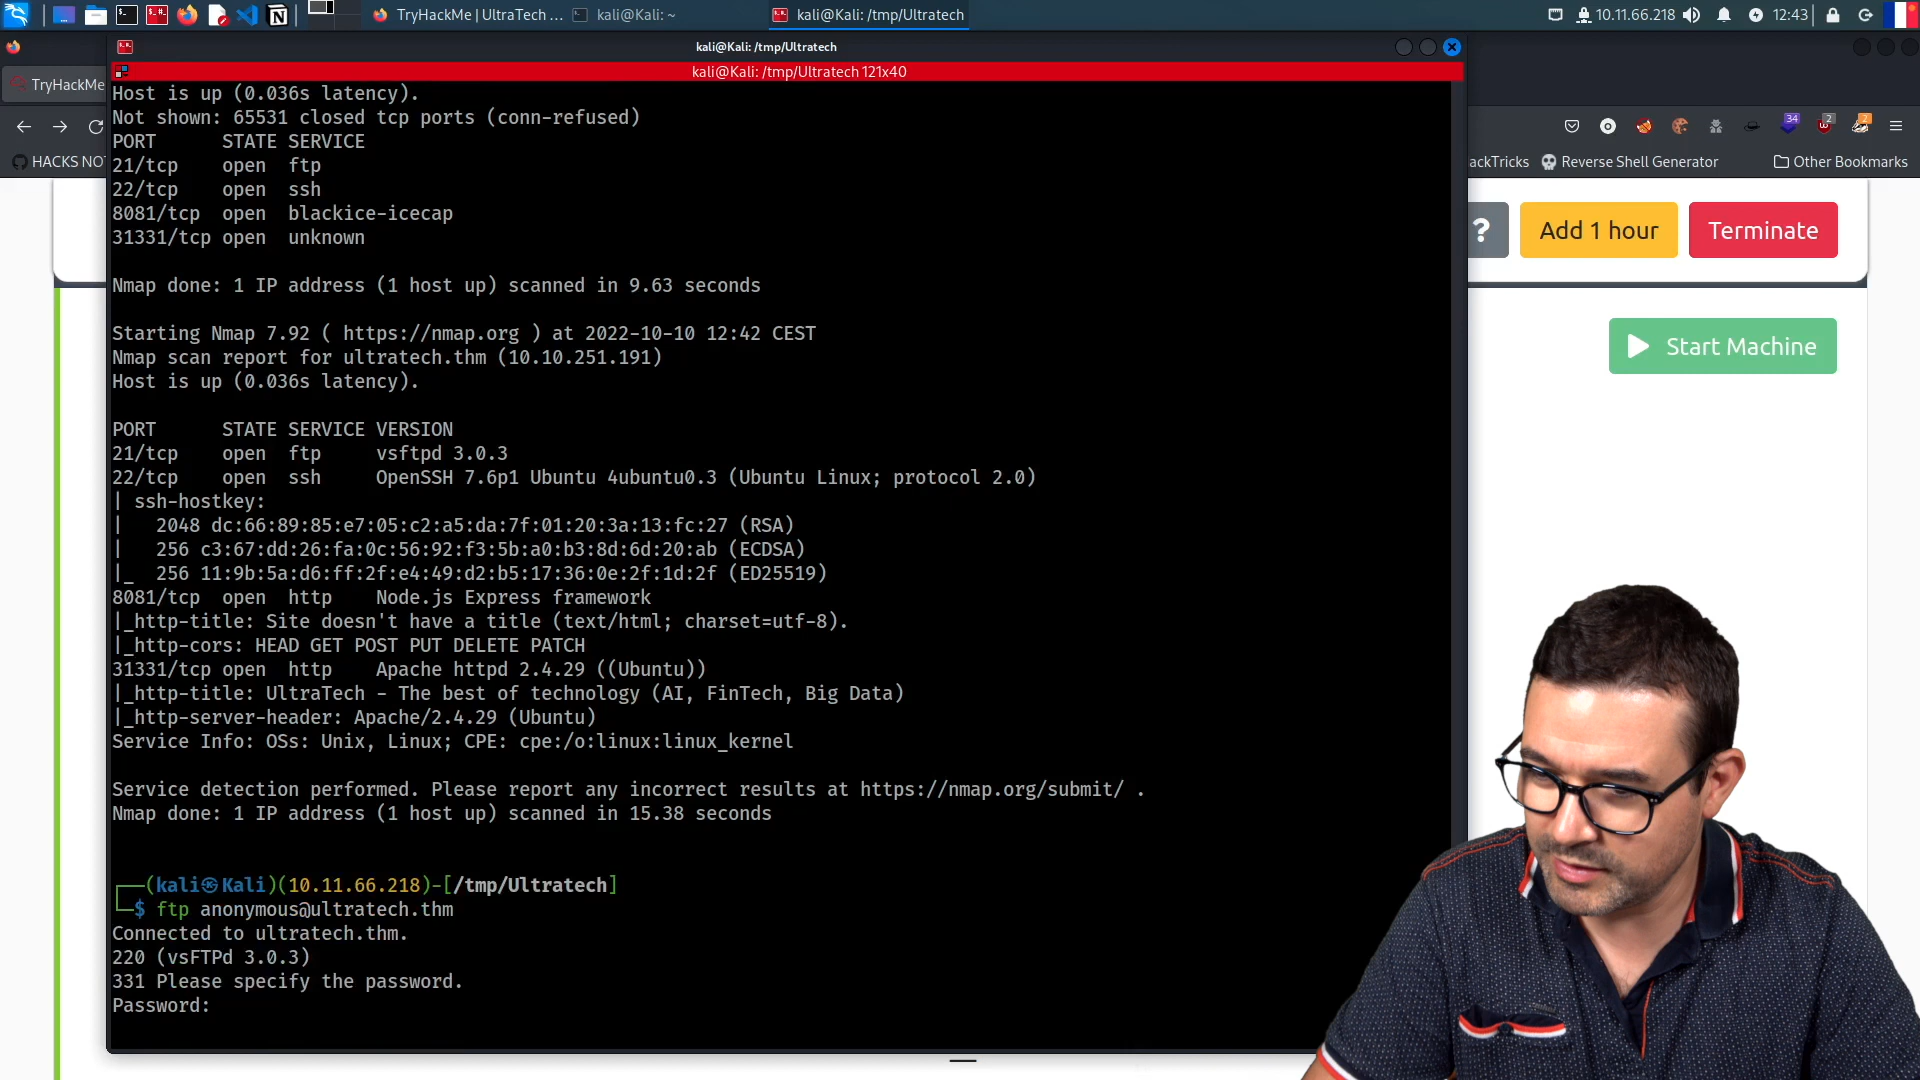 TryHackMe | UltraTech ...
kali@Kali: ~
kali@Kali: /tmp/Ultratech
10.11.66.218
12:43
kali@Kali: /tmp/Ultratech
kali@Kali: /tmp/Ultratech 121x40
TryHackMe
HACKS NOT
34
2
2
ackTricks
Reverse Shell Generator
Other Bookmarks
?
Add 1 hour
Terminate
Start Machine
Host is up (0.036s latency).
Not shown: 65531 closed tcp ports (conn-refused)
PORT      STATE SERVICE
21/tcp    open  ftp
22/tcp    open  ssh
8081/tcp  open  blackice-icecap
31331/tcp open  unknown
Nmap done: 1 IP address (1 host up) scanned in 9.63 seconds
Starting Nmap 7.92 ( https://nmap.org ) at 2022-10-10 12:42 CEST
Nmap scan report for ultratech.thm (10.10.251.191)
Host is up (0.036s latency).
PORT      STATE SERVICE VERSION
21/tcp    open  ftp     vsftpd 3.0.3
22/tcp    open  ssh     OpenSSH 7.6p1 Ubuntu 4ubuntu0.3 (Ubuntu Linux; protocol 2.0)
| ssh-hostkey:
|   2048 dc:66:89:85:e7:05:c2:a5:da:7f:01:20:3a:13:fc:27 (RSA)
|   256 c3:67:dd:26:fa:0c:56:92:f3:5b:a0:b3:8d:6d:20:ab (ECDSA)
|_  256 11:9b:5a:d6:ff:2f:e4:49:d2:b5:17:36:0e:2f:1d:2f (ED25519)
8081/tcp  open  http    Node.js Express framework
|_http-title: Site doesn't have a title (text/html; charset=utf-8).
|_http-cors: HEAD GET POST PUT DELETE PATCH
31331/tcp open  http    Apache httpd 2.4.29 ((Ubuntu))
|_http-title: UltraTech - The best of technology (AI, FinTech, Big Data)
|_http-server-header: Apache/2.4.29 (Ubuntu)
Service Info: OSs: Unix, Linux; CPE: cpe:/o:linux:linux_kernel
Service detection performed. Please report any incorrect results at https://nmap.org/submit/ .
Nmap done: 1 IP address (1 host up) scanned in 15.38 seconds
┌──(kali㉿Kali)(10.11.66.218)-[/tmp/Ultratech]
└─$ ftp anonymous@ultratech.thm
Connected to ultratech.thm.
220 (vsFTPd 3.0.3)
331 Please specify the password.
Password: